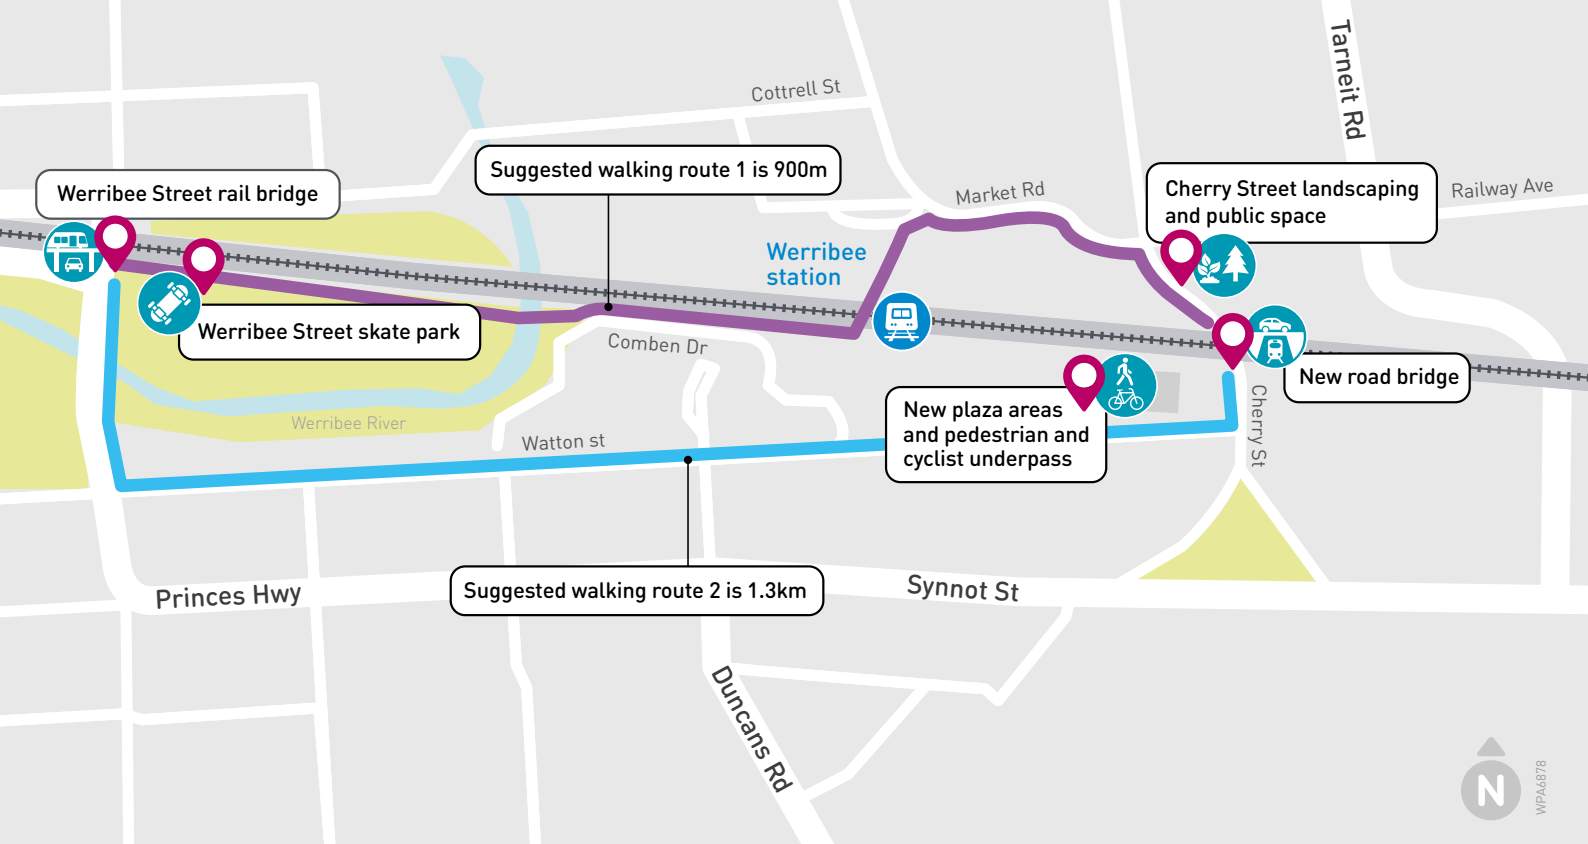 Tarneit Rd
Cottrell St
Suggested walking route 1 is 900m
Werribee Street rail bridge
Market Rd
Cherry Street landscaping
and public space
Railway Ave
Werribee
station
Werribee Street skate park
Comben Dr
New road bridge
New plaza areas
and pedestrian and
cyclist underpass
Cherry St
Werribee River
Watton st
Suggested walking route 2 is 1.3km
Princes Hwy
Synnot St
Duncans Rd
N
WPA6878